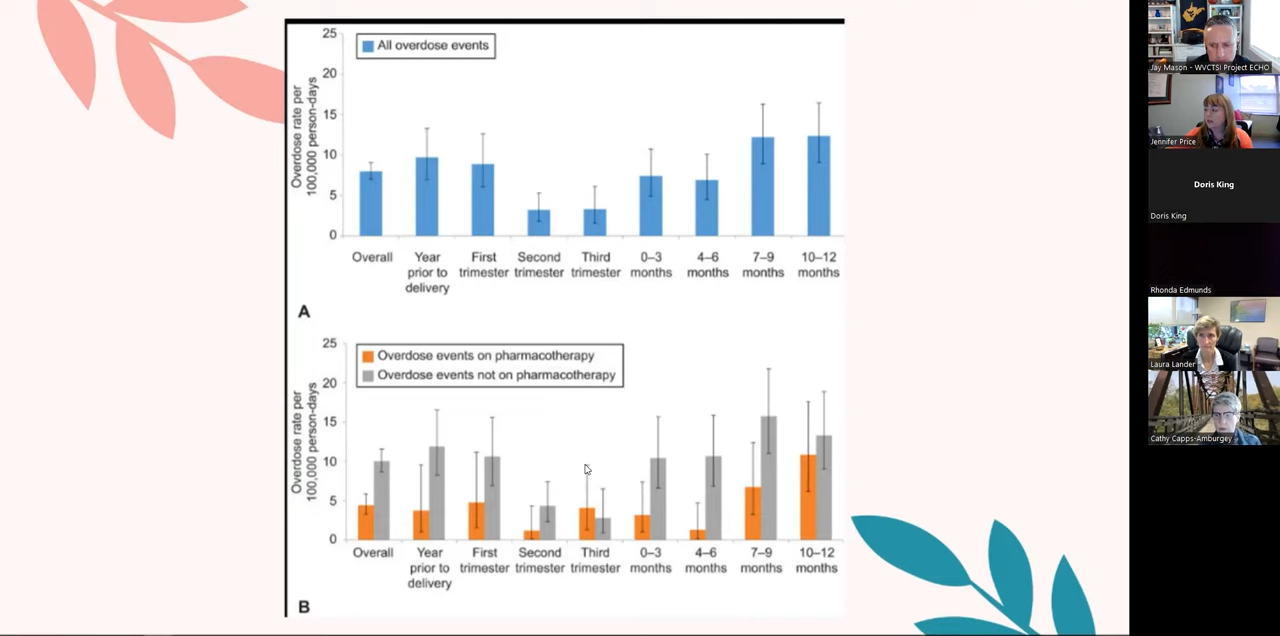 25
All overdose events
20
15
10
5
0
Overdose rate per
100,000 person-days
Overall
Year
prior to
delivery
First
trimester
Second
trimester
Third
trimester
0–3
months
4–6
months
7–9
months
10–12
months
A
25
Overdose events on pharmacotherapy
Overdose events not on pharmacotherapy
20
15
10
5
0
Overdose rate per
100,000 person-days
Overall
Year
prior to
delivery
First
trimester
Second
trimester
Third
trimester
0–3
months
4–6
months
7–9
months
10–12
months
B
Jay Mason - WVCTSI Project ECHO
Jennifer Price
Doris King
Doris King
Rhonda Edmunds
Laura Lander
Cathy Capps-Amburgey